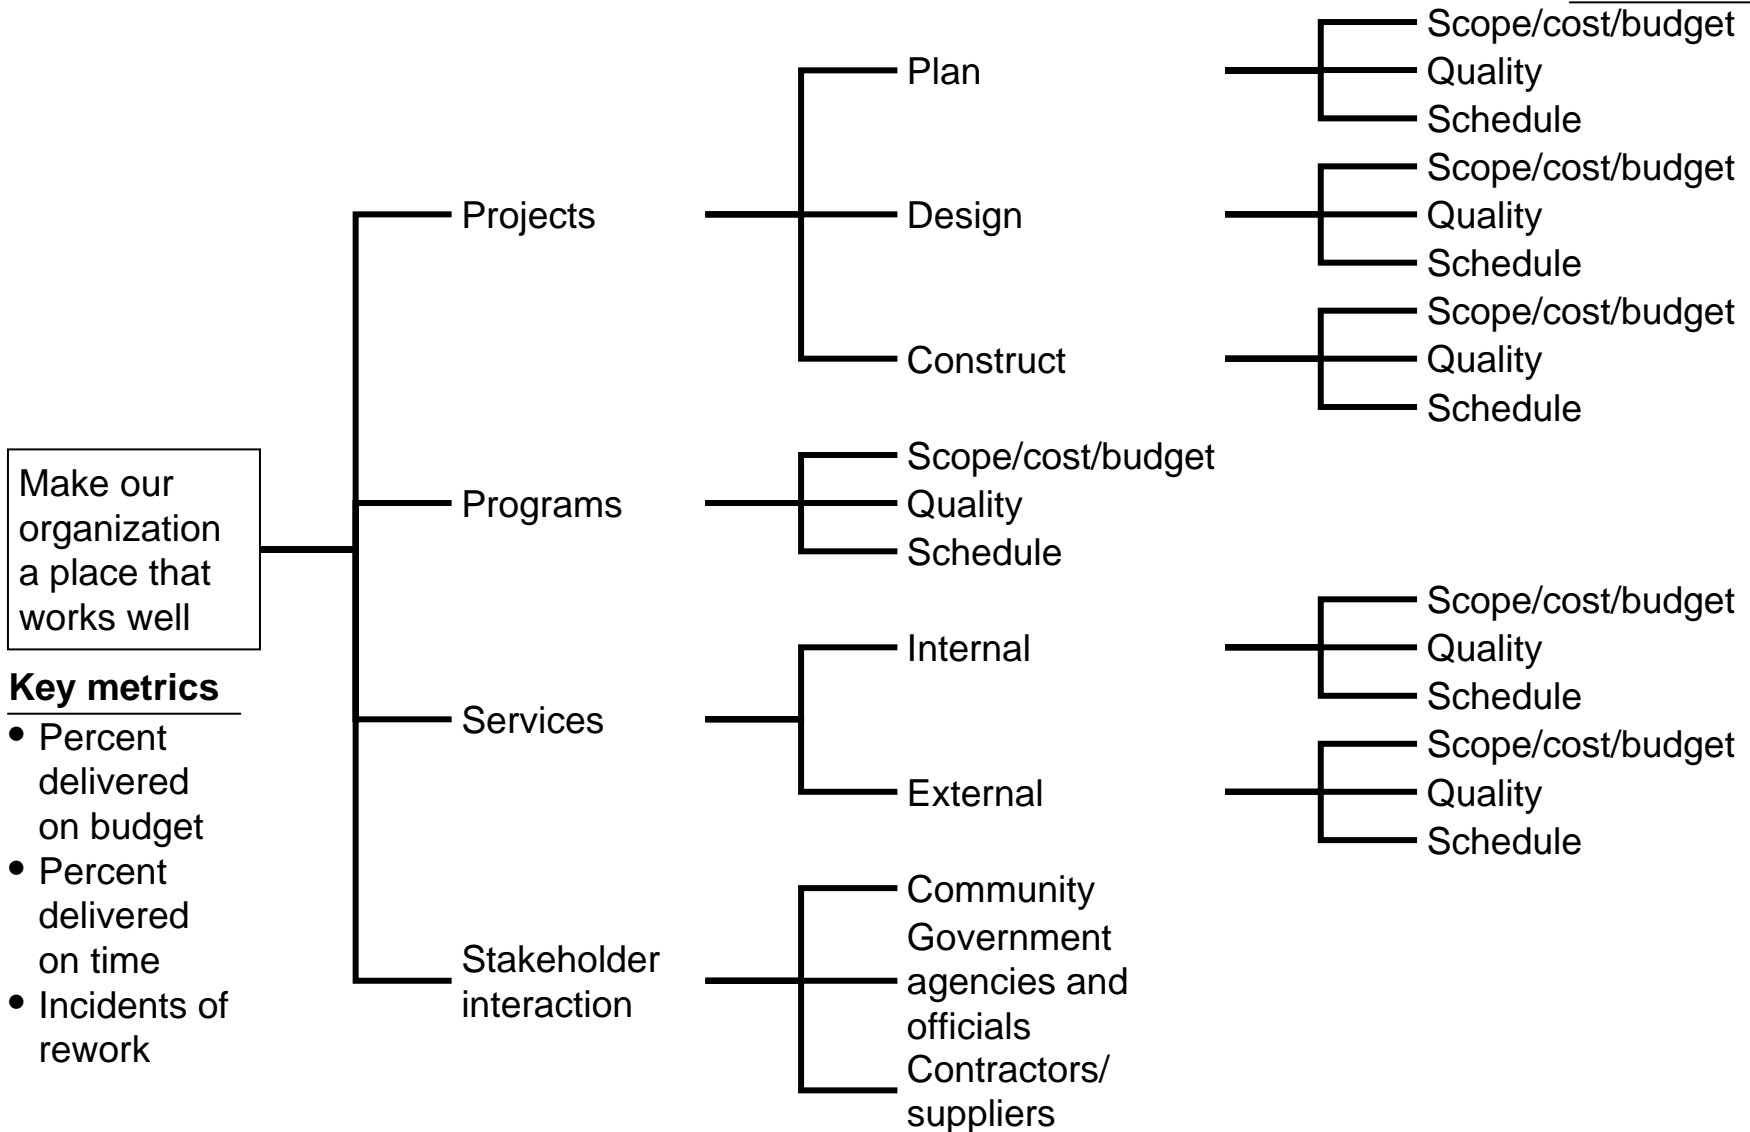 Make our
organization
a place that
works well
Key metrics
• Percent
delivered
on budget
• Percent
delivered
on time
• Incidents of
rework
Projects
Plan
Scope/cost/budget
Quality
Schedule
Design
Scope/cost/budget
Quality
Schedule
Construct
Scope/cost/budget
Quality
Schedule
Programs
Scope/cost/budget
Quality
Schedule
Services
Internal
Scope/cost/budget
Quality
Schedule
External
Scope/cost/budget
Quality
Schedule
Stakeholder
interaction
Community
Government
agencies and
officials
Contractors/
suppliers